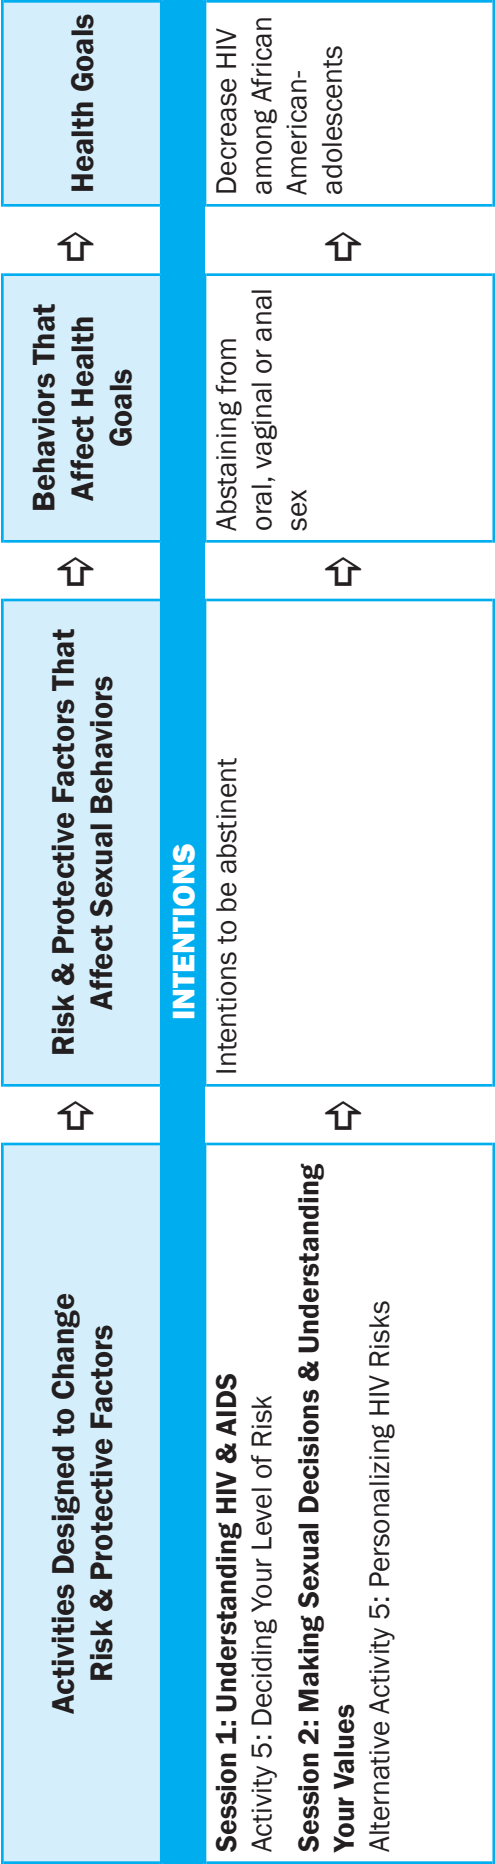 Activities Designed to Change
Risk & Protective Factors
Risk & Protective Factors That
Affect Sexual Behaviors
Behaviors That
Affect Health
Goals
Health Goals
INTENTIONS
Session 1: Understanding HIV & AIDS
Activity 5: Deciding Your Level of Risk
Session 2: Making Sexual Decisions & Understanding
Your Values
Alternative Activity 5: Personalizing HIV Risks
Intentions to be abstinent
Abstaining from
oral, vaginal or anal
sex
Decrease HIV
among African
American-
adolescents